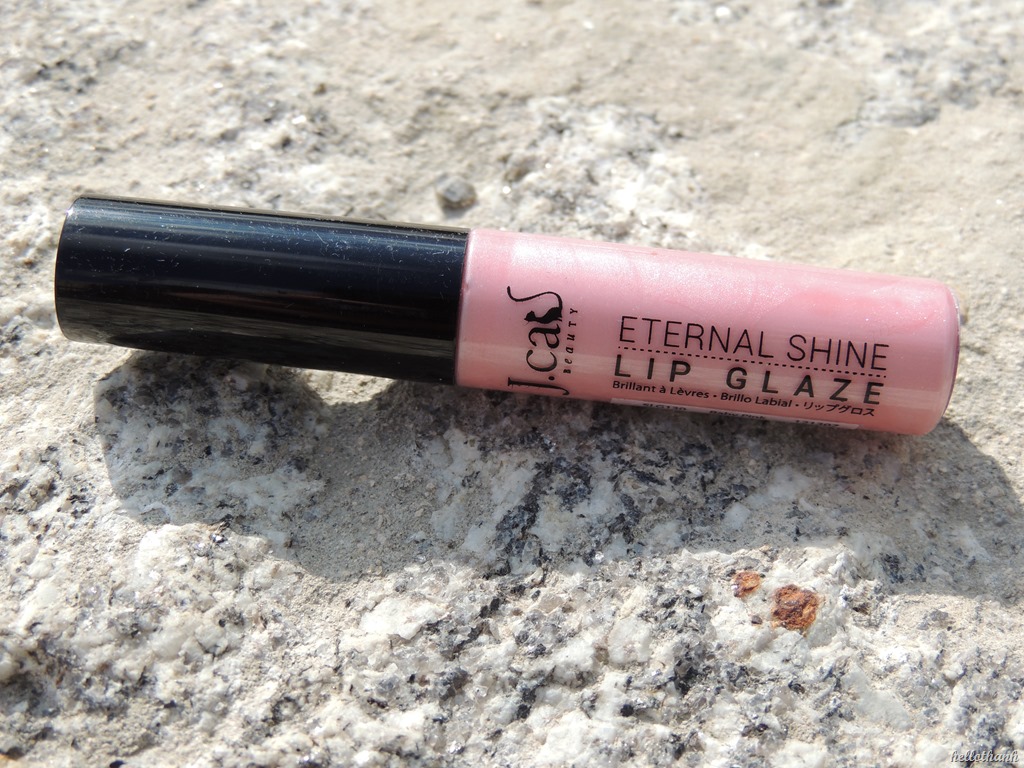 J.Cat
BEAUTY
ETERNAL SHINE
LIP GLAZE
Brillant à Lèvres • Brillo Labial • リップグロス
hellothanh